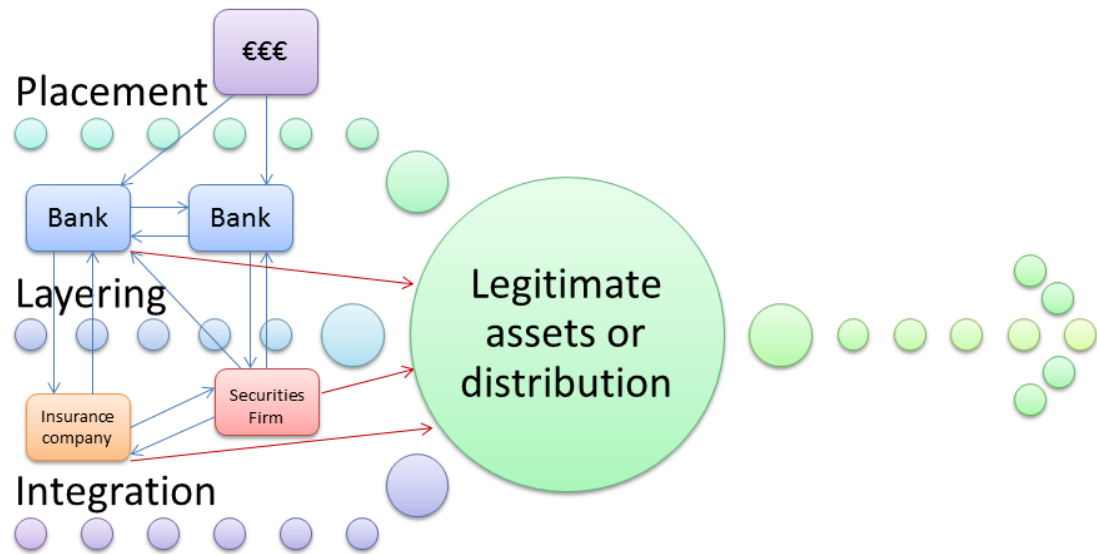 €€€
Placement
Bank
Bank
Layering
Legitimate
assets or
distribution
Insurance
company
Securities
Firm
Integration